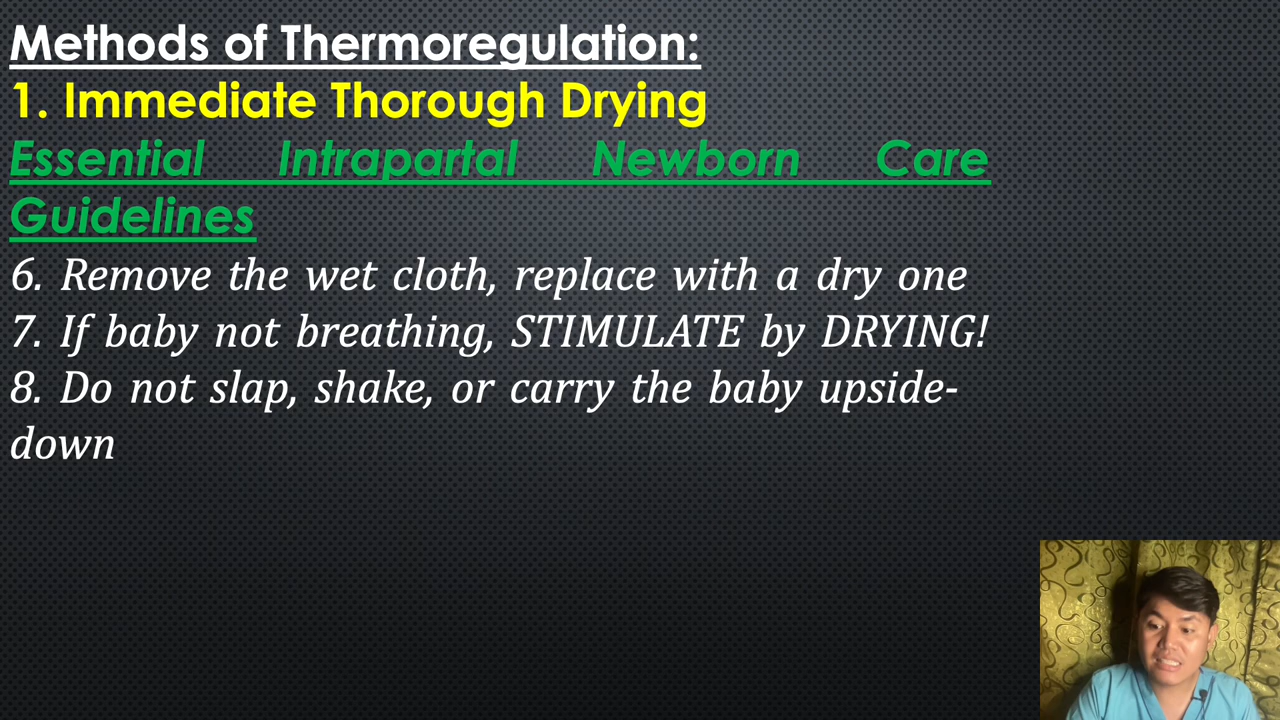 Methods of Thermoregulation:
1. Immediate Thorough Drying
Essential Intrapartal Newborn Care
Guidelines
6. Remove the wet cloth, replace with a dry one
7. If baby not breathing, STIMULATE by DRYING!
8. Do not slap, shake, or carry the baby upside-
down